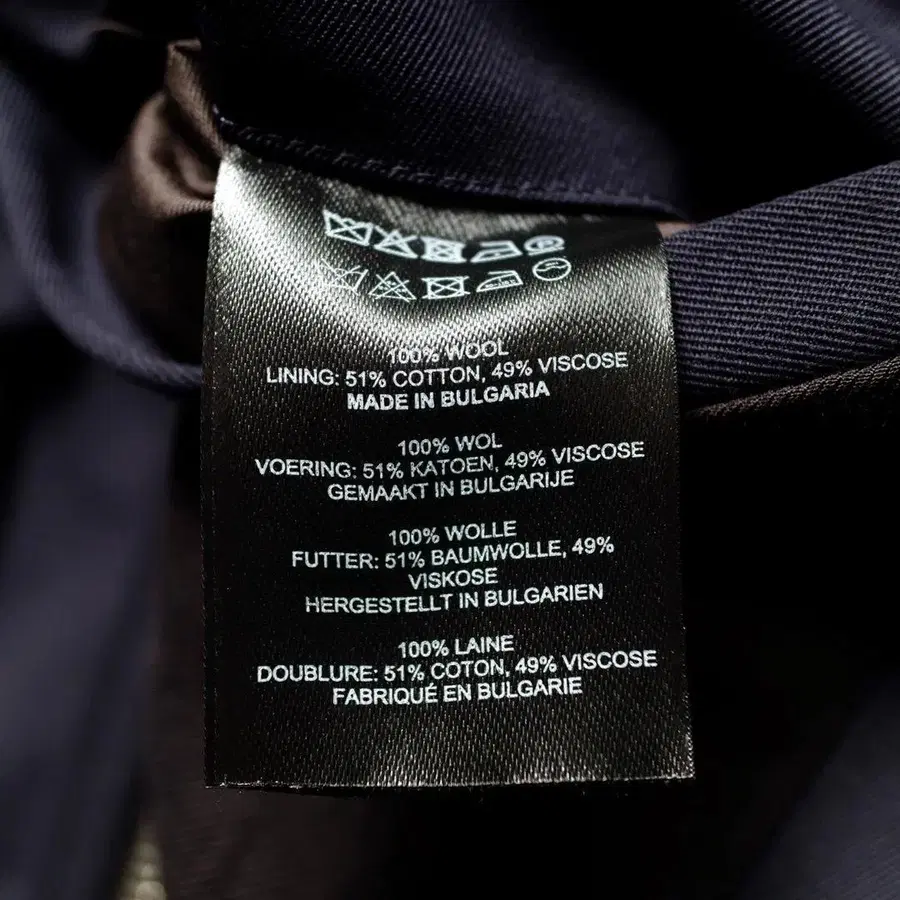 100% WOOL
LINING: 51% COTTON, 49% VISCOSE
MADE IN BULGARIA
100% WOL
VOERING: 51% KATOEN, 49% VISCOSE
GEMAAKT IN BULGARIJE
100% WOLLE
FUTTER: 51% BAUMWOLLE, 49%
VISKOSE
HERGESTELLT IN BULGARIEN
100% LAINE
DOUBLURE: 51% COTON, 49% VISCOSE
FABRIQUÉ EN BULGARIE